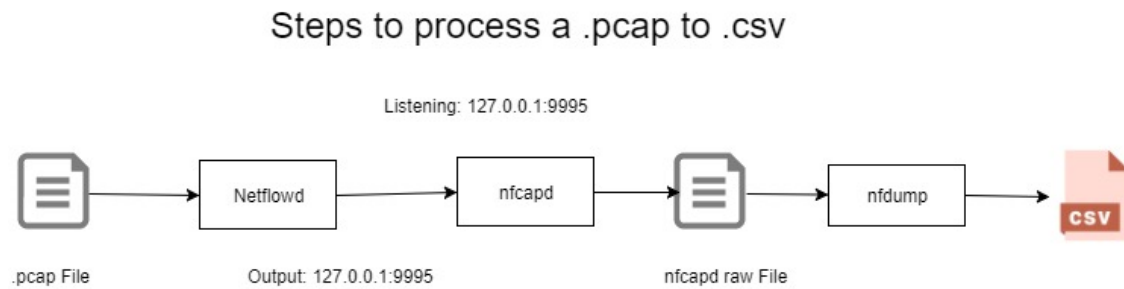 Steps to process a .pcap to .csv
Listening: 127.0.0.1:9995
Netflowd
nfcapd
nfdump
CSV
.pcap File
Output: 127.0.0.1:9995
nfcapd raw File